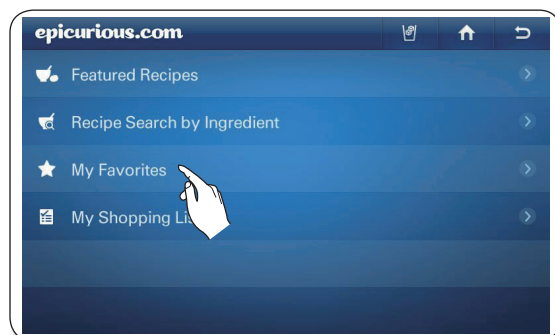 epicurious.com
Featured Recipes
Recipe Search by Ingredient
My Favorites
My Shopping Lis